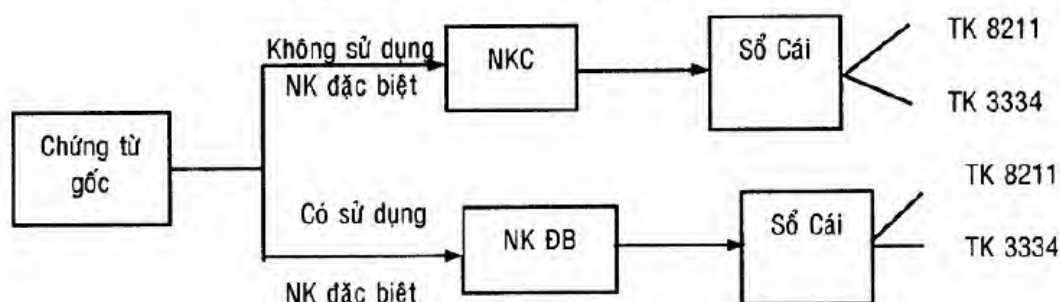 Chứng từ
gốc
Không sử dụng
NK đặc biệt
NKC
Sổ Cái
TK 8211
TK 3334
Có sử dụng
NK đặc biệt
NK ĐB
Sổ Cái
TK 8211
TK 3334